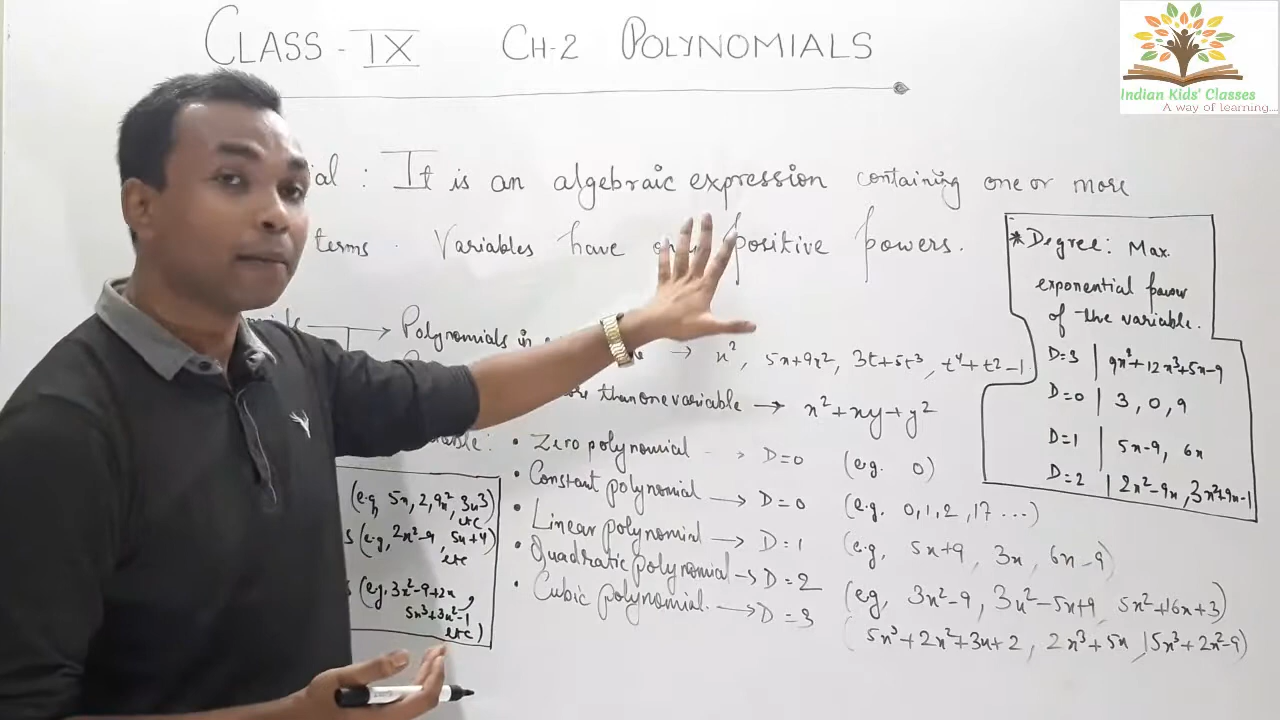 CLASS - IX CH-2 POLYNOMIALS
Indian Kids' Classes
A way of learning....
ial : It is an algebraic expression containing one or more
terms . Variables have positive powers.
* Degree: Max.
exponential power
of the variable.
D=3 | 9x³+12x³+5x-9
D=0 | 3, 0, 9
D=1 | 5x-9, 6x
D=2 | 2x²-9x, 3x²+9x-1
→ Polynomials in → x², 5x+9x², 3t+5t³, t⁴+t²-1
than one variable → x²+xy+y²
• Zero polynomial → D=0 (e.g. 0)
• Constant polynomial → D=0 (e.g. 0,1,2,17 ...)
• Linear polynomial → D=1 (e.g, 5x+9, 3x, 6x-9)
• Quadratic polynomial → D=2 (eg, 3x²-9, 3x²-5x+9, 5x²+16x+3)
• Cubic polynomial. → D=3 (5x³+2x²+3x+2, 2x³+5x, 5x³+2x²-9)
(e.g, 5x, 2, 9x², 3x³)
etc
s (e.g, 2x²-9, 5x+4)
etc
s (e.g. 3x²-9+2x,
5x³+3x²-1
etc)